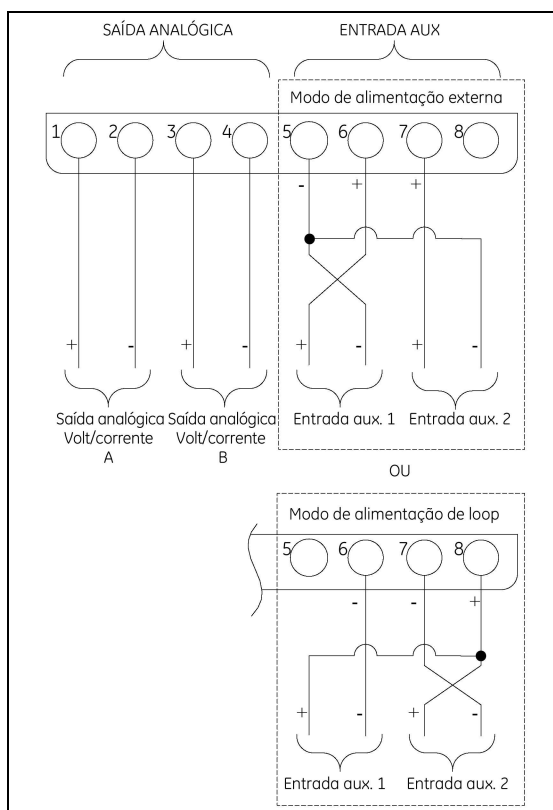 SAÍDA ANALÓGICA
ENTRADA AUX
Modo de alimentação externa
1 2 3 4 5 6 7 8
- + +
+ - + - + - + -
Saída analógica
Volt/corrente
A
Saída analógica
Volt/corrente
B
Entrada aux. 1
Entrada aux. 2
OU
Modo de alimentação de loop
5 6 7 8
- - +
+ - + -
Entrada aux. 1
Entrada aux. 2